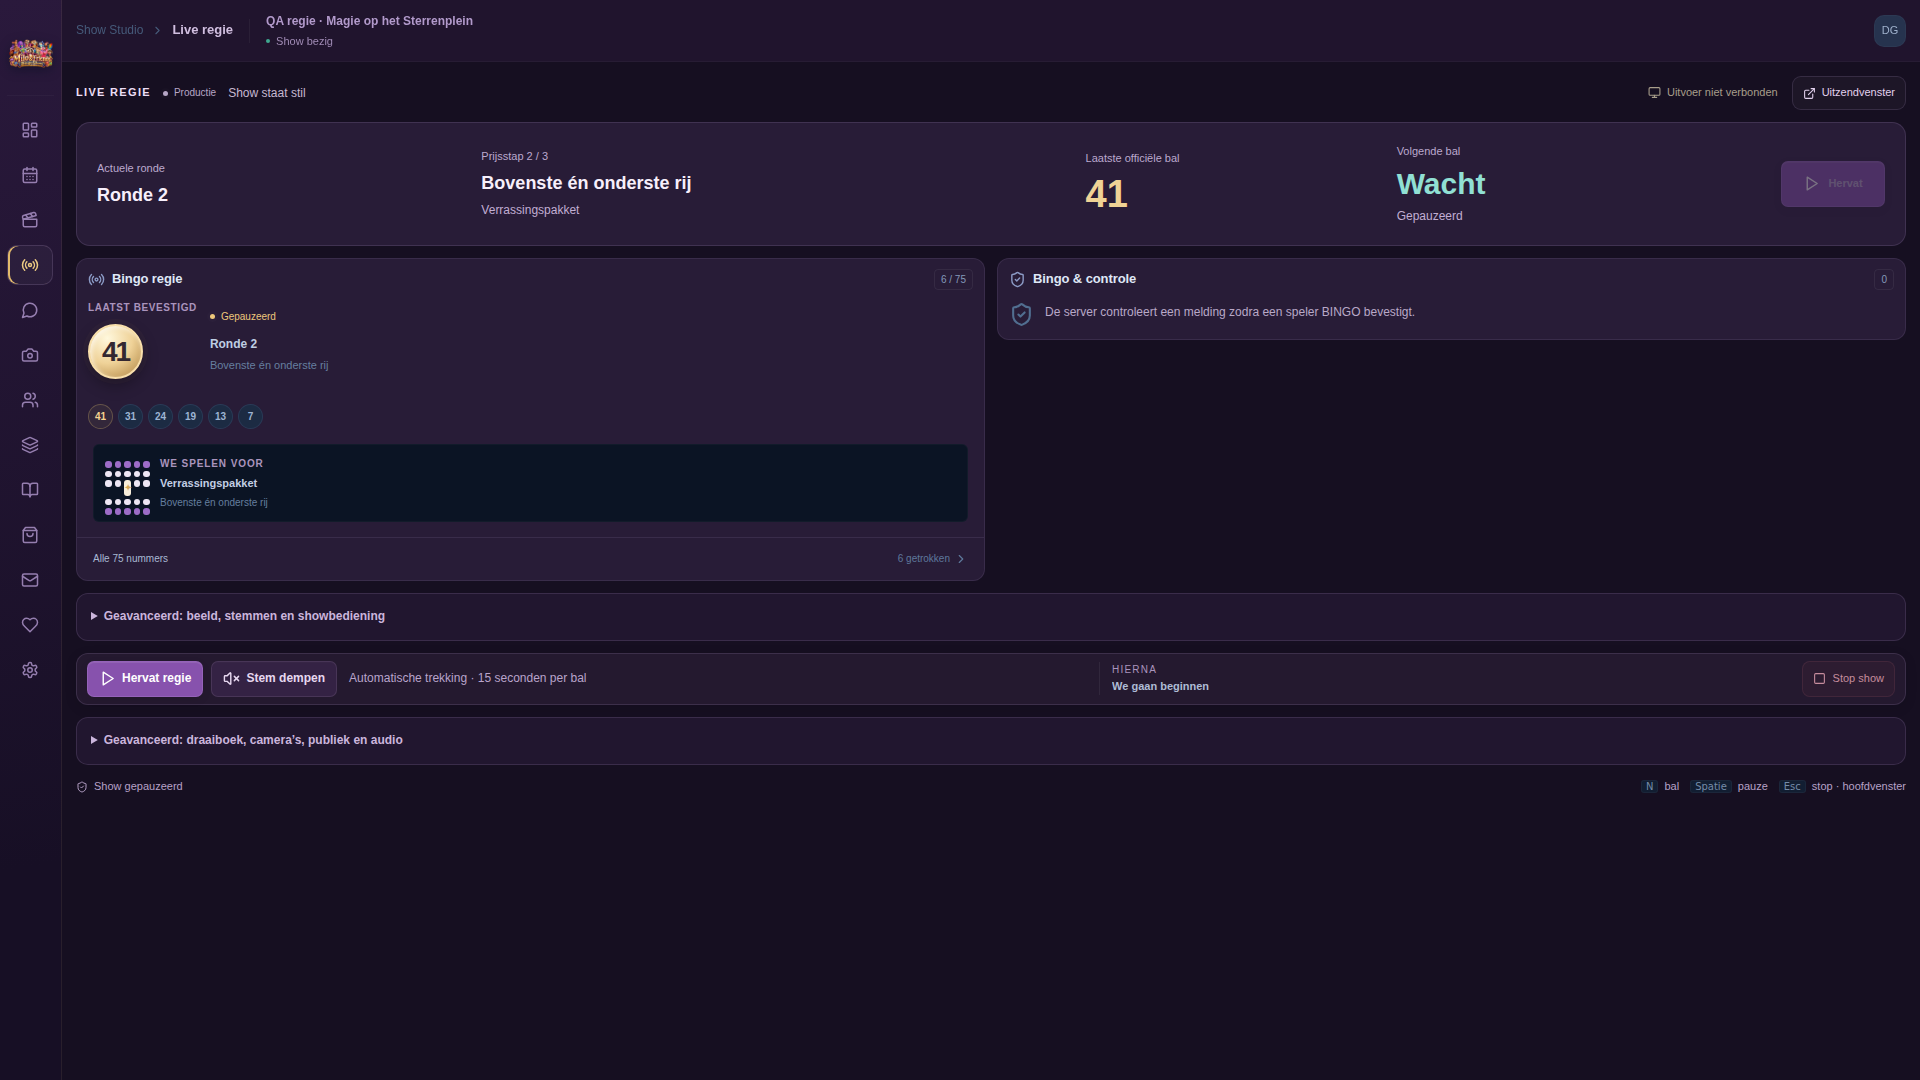 Show Studio
Live regie
QA regie · Magie op het Sterrenplein
Show bezig
DG
LIVE REGIE
Productie
Show staat stil
Uitvoer niet verbonden
Uitzendvenster
Actuele ronde
Ronde 2
Prijsstap 2 / 3
Bovenste én onderste rij
Verrassingspakket
Laatste officiële bal
41
Volgende bal
Wacht
Gepauzeerd
Hervat
Bingo regie
6 / 75
LAATST BEVESTIGD
41
Gepauzeerd
Ronde 2
Bovenste én onderste rij
41 31 24 19 13 7
WE SPELEN VOOR
Verrassingspakket
Bovenste én onderste rij
Alle 75 nummers
6 getrokken
Bingo & controle
0
De server controleert een melding zodra een speler BINGO bevestigt.
Geavanceerd: beeld, stemmen en showbediening
Hervat regie
Stem dempen
Automatische trekking · 15 seconden per bal
HIERNA
We gaan beginnen
Stop show
Geavanceerd: draaiboek, camera's, publiek en audio
Show gepauzeerd
N bal Spatie pauze Esc stop · hoofdvenster